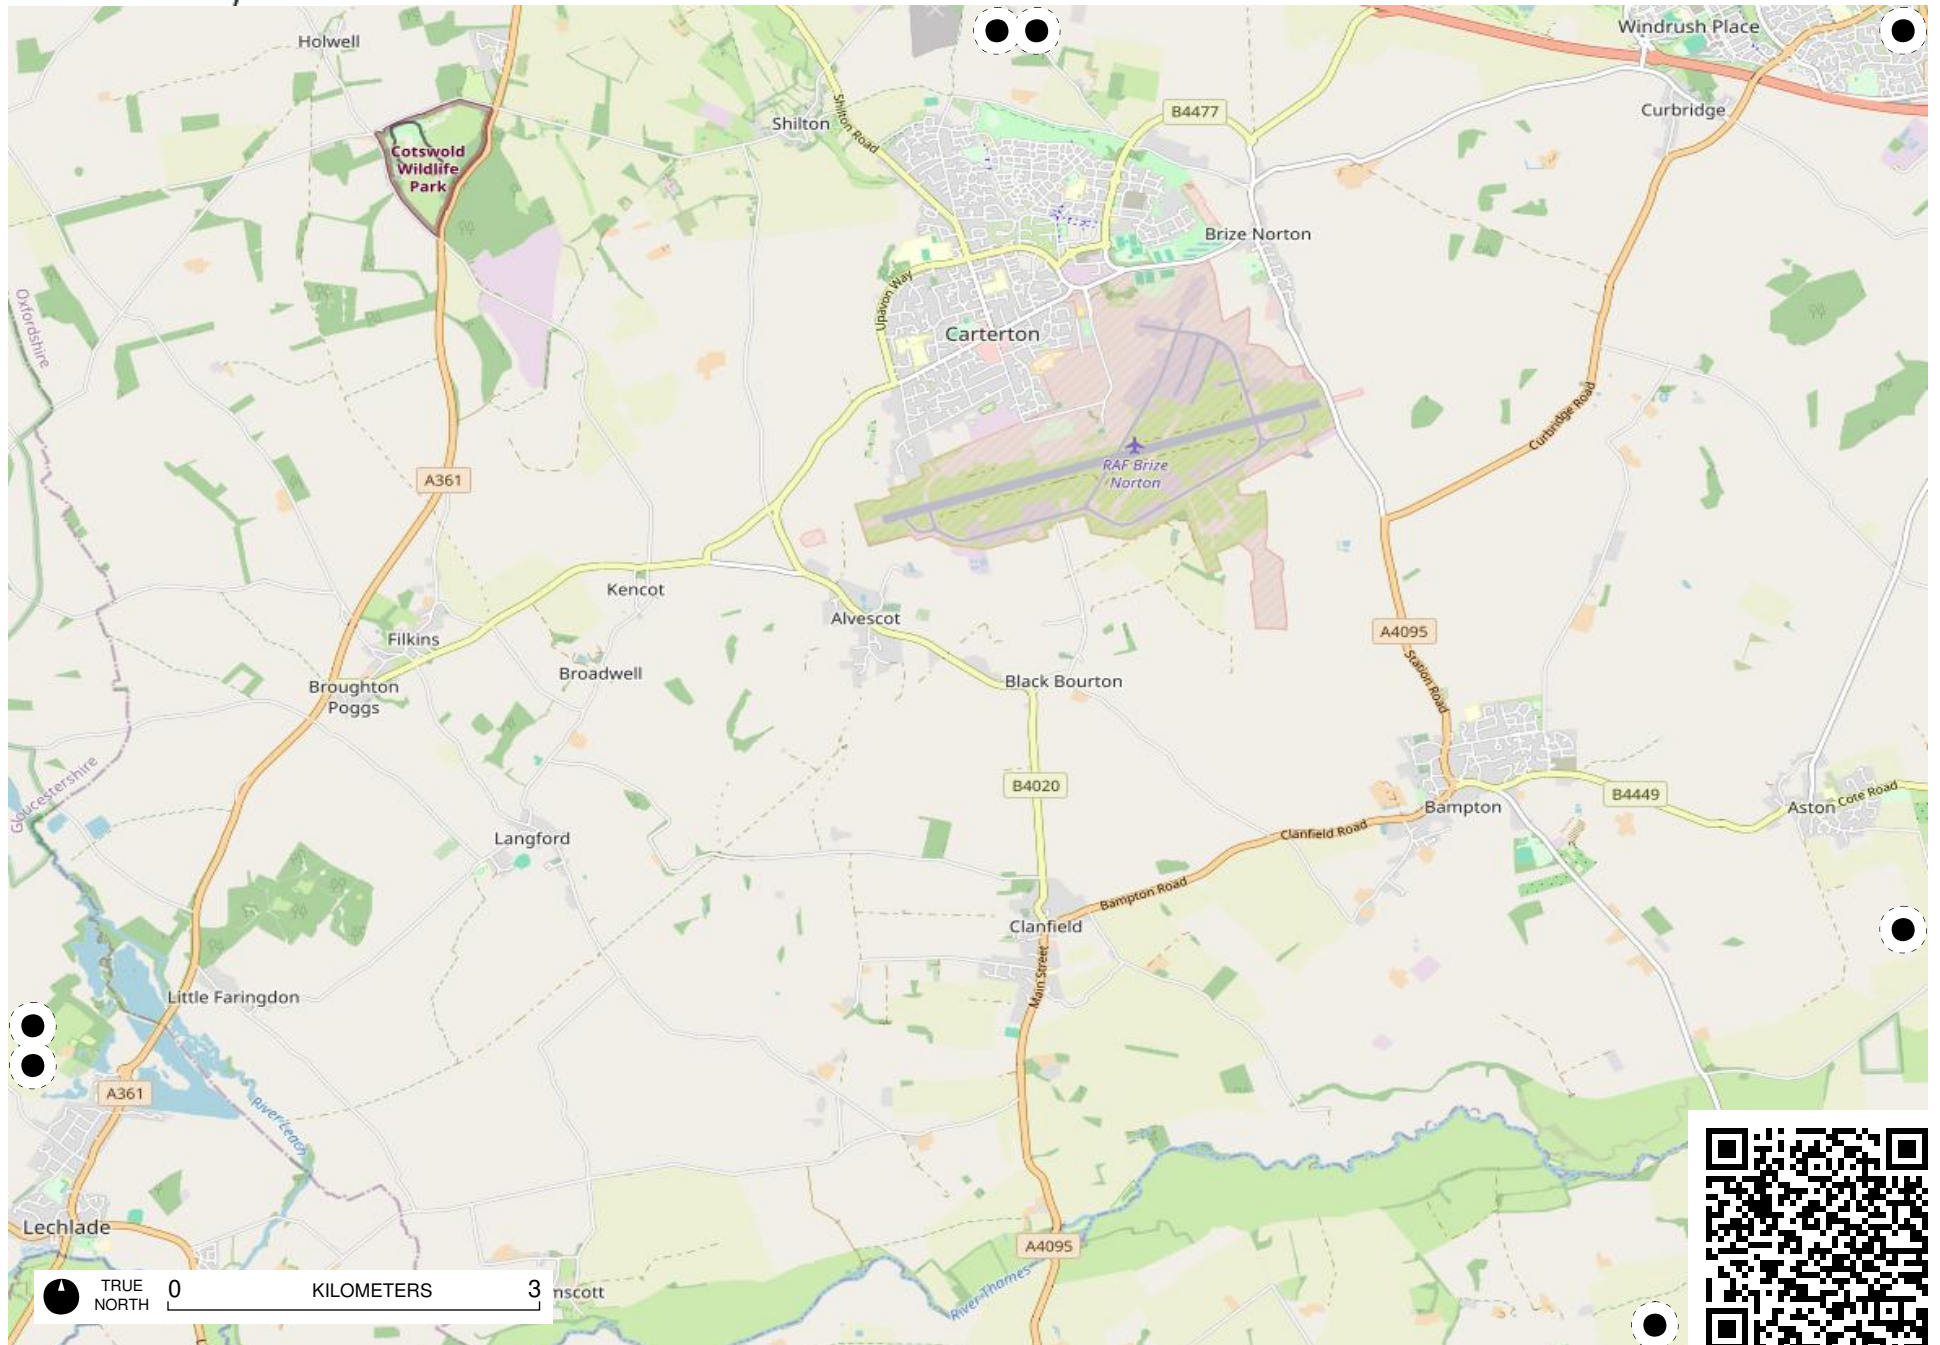 Holwell
Windrush Place
Curbridge
B4477
Shilton
Shilton Road
Cotswold
Wildlife
Park
Brize Norton
Oxfordshire
Upavon Way
Carterton
Curbridge Road
RAF Brize
Norton
A361
Kencot
Alvescot
A4095
Filkins
Station Road
Broadwell
Black Bourton
Broughton
Poggs
Gloucestershire
B4020
B4449
Bampton
Aston
Cote Road
Clanfield Road
Langford
Bampton Road
Clanfield
Main Street
Little Faringdon
A361
River Leach
Lechlade
A4095
River Thames
TRUE
NORTH
0 KILOMETERS 3
mscott